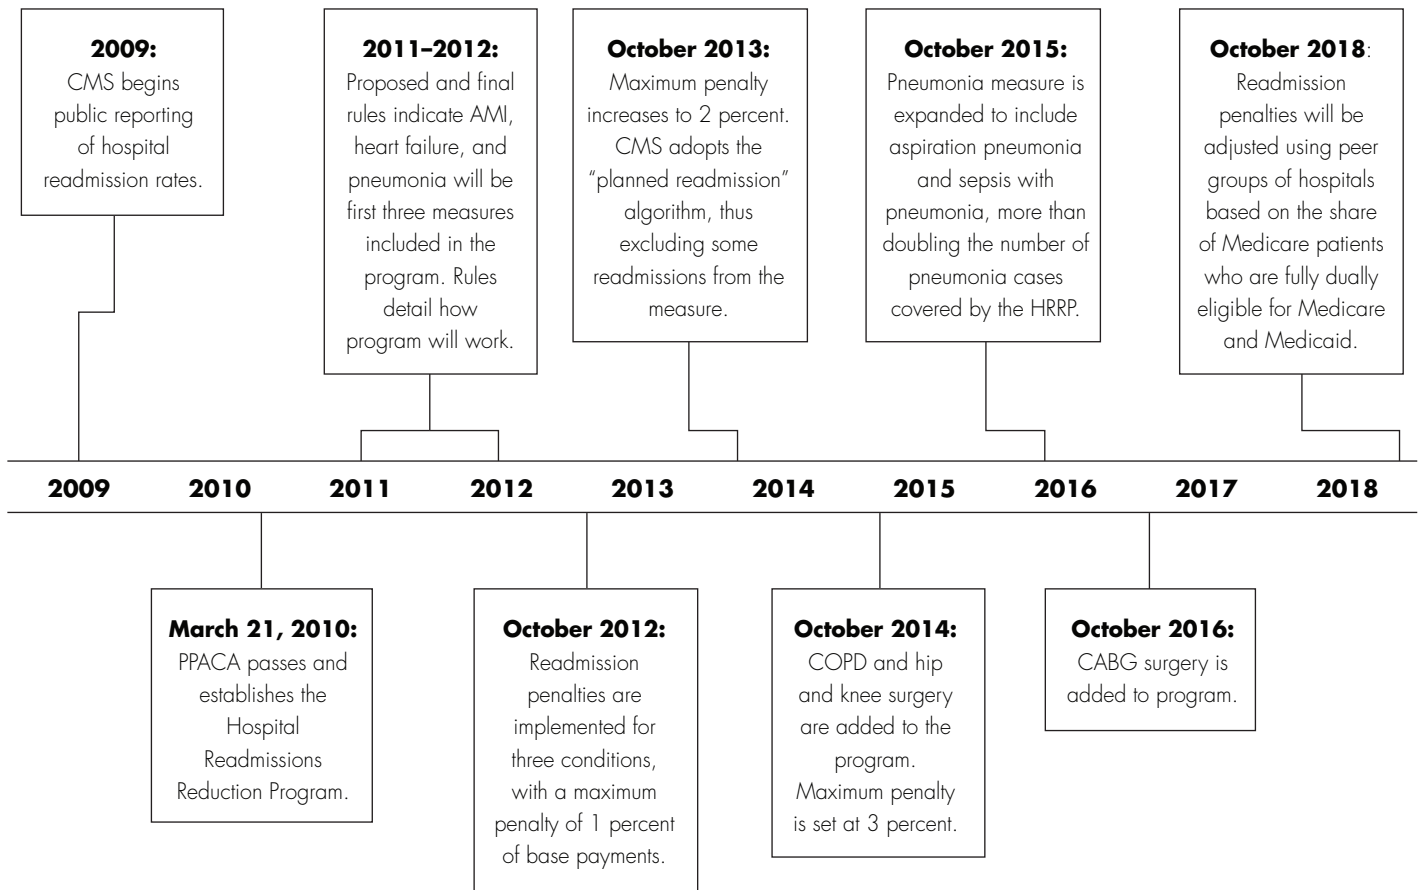 2009:
CMS begins
public reporting
of hospital
readmission rates.
2011–2012:
Proposed and final
rules indicate AMI,
heart failure, and
pneumonia will be
first three measures
included in the
program. Rules
detail how
program will work.
October 2013:
Maximum penalty
increases to 2 percent.
CMS adopts the
“planned readmission”
algorithm, thus
excluding some
readmissions from the
measure.
October 2015:
Pneumonia measure is
expanded to include
aspiration pneumonia
and sepsis with
pneumonia, more than
doubling the number of
pneumonia cases
covered by the HRRP.
October 2018:
Readmission
penalties will be
adjusted using peer
groups of hospitals
based on the share
of Medicare patients
who are fully dually
eligible for Medicare
and Medicaid.
2009 2010 2011 2012 2013 2014 2015 2016 2017 2018
March 21, 2010:
PPACA passes and
establishes the
Hospital
Readmissions
Reduction Program.
October 2012:
Readmission
penalties are
implemented for
three conditions,
with a maximum
penalty of 1 percent
of base payments.
October 2014:
COPD and hip
and knee surgery
are added to the
program.
Maximum penalty
is set at 3 percent.
October 2016:
CABG surgery is
added to program.